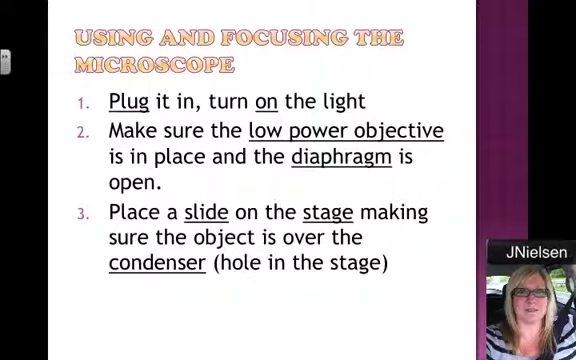 USING AND FOCUSING THE
MICROSCOPE
1. Plug it in, turn on the light
2. Make sure the low power objective
is in place and the diaphragm is
open.
3. Place a slide on the stage making
sure the object is over the
condenser (hole in the stage)
JNielsen